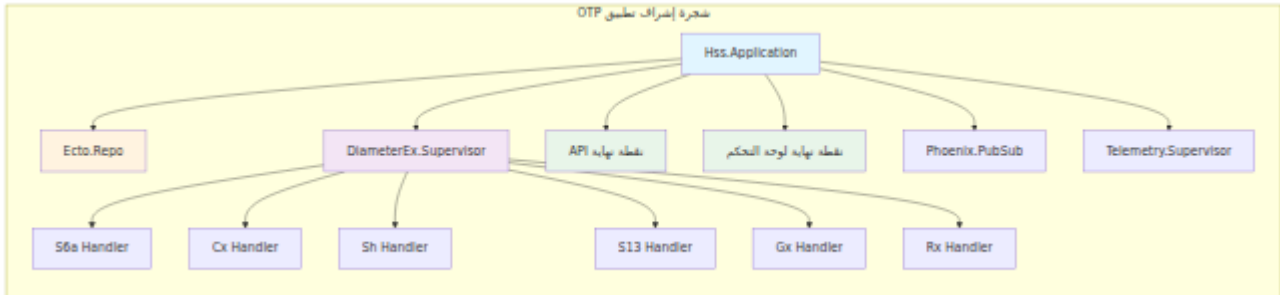 شجرة إشراف تطبيق OTP
Hss.Application
Ecto.Repo
DiameterEx.Supervisor
نقطة نهاية API
نقطة نهاية لوحة التحكم
Phoenix.PubSub
Telemetry.Supervisor
S6a Handler
Cx Handler
Sh Handler
S13 Handler
Gx Handler
Rx Handler